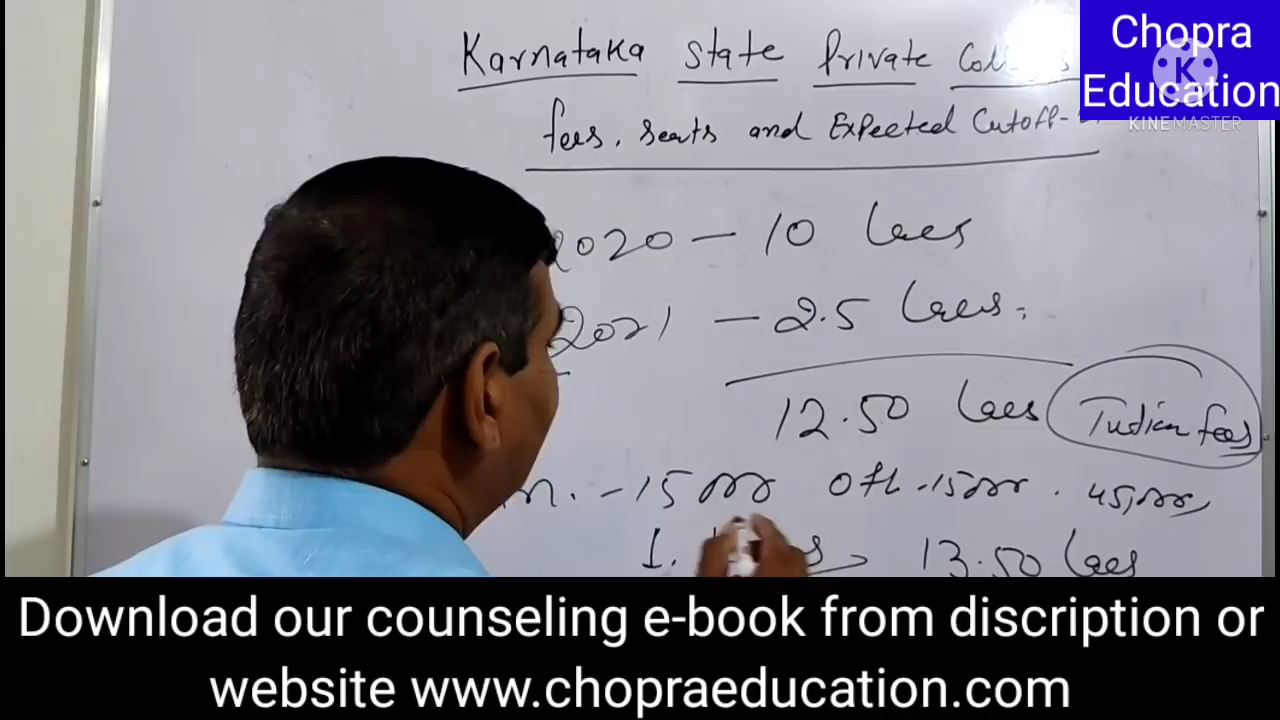 Chopra
Education
KINEMASTER
Karnataka State Private
fees, seats and Expected Cutoff-
2020 - 10 Lacs
2021 - 2.5 Lacs.
12.50 Lacs Tution fees
- 15000 Oth. - 15000. 45,000,
1. 13.50 Lacs
Download our counseling e-book from discription or
website www.chopraeducation.com